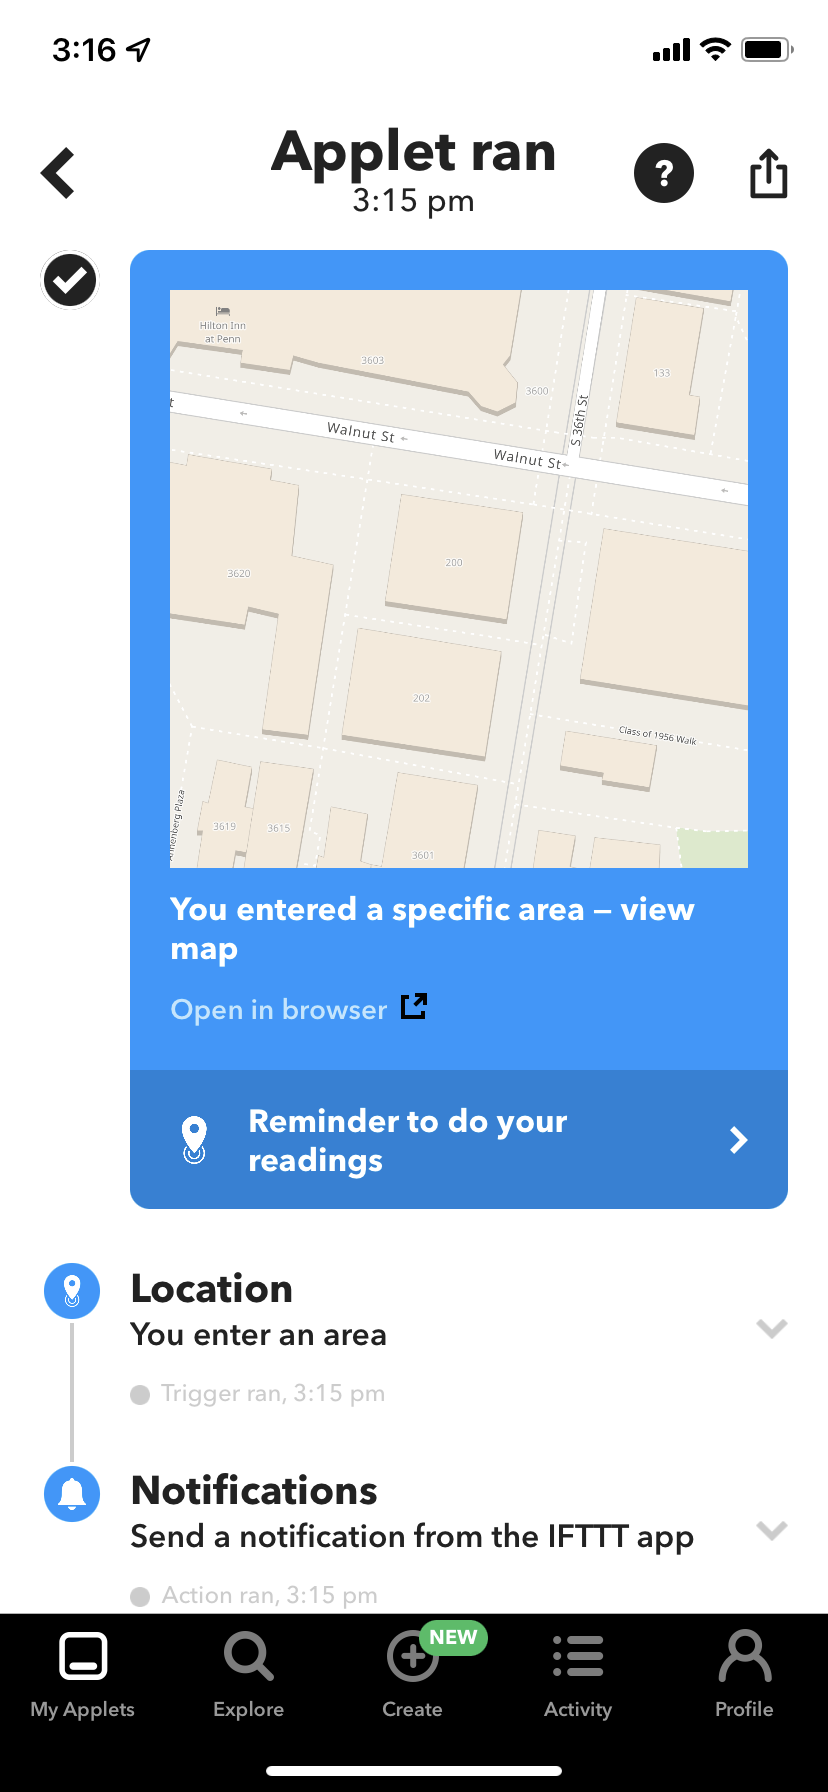 3:16
Applet ran
?
3:15 pm
Hilton Inn
at Penn
3603
3600
133
S 36th St
t
Walnut St
Walnut St
200
3620
202
Class of 1956 Walk
Annenberg Plaza
3619
3615
3601
You entered a specific area – view
map
Open in browser
Reminder to do your
readings
Location
You enter an area
Trigger ran, 3:15 pm
Notifications
Send a notification from the IFTTT app
Action ran, 3:15 pm
NEW
My Applets
Explore
Create
Activity
Profile